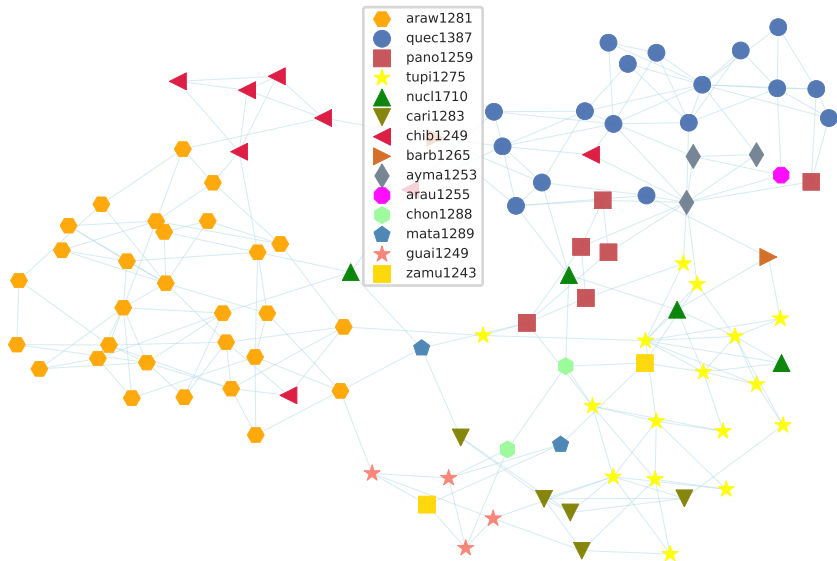 araw1281
quec1387
pano1259
tupi1275
nucl1710
cari1283
chib1249
barb1265
ayma1253
arau1255
chon1288
mata1289
guai1249
zamu1243